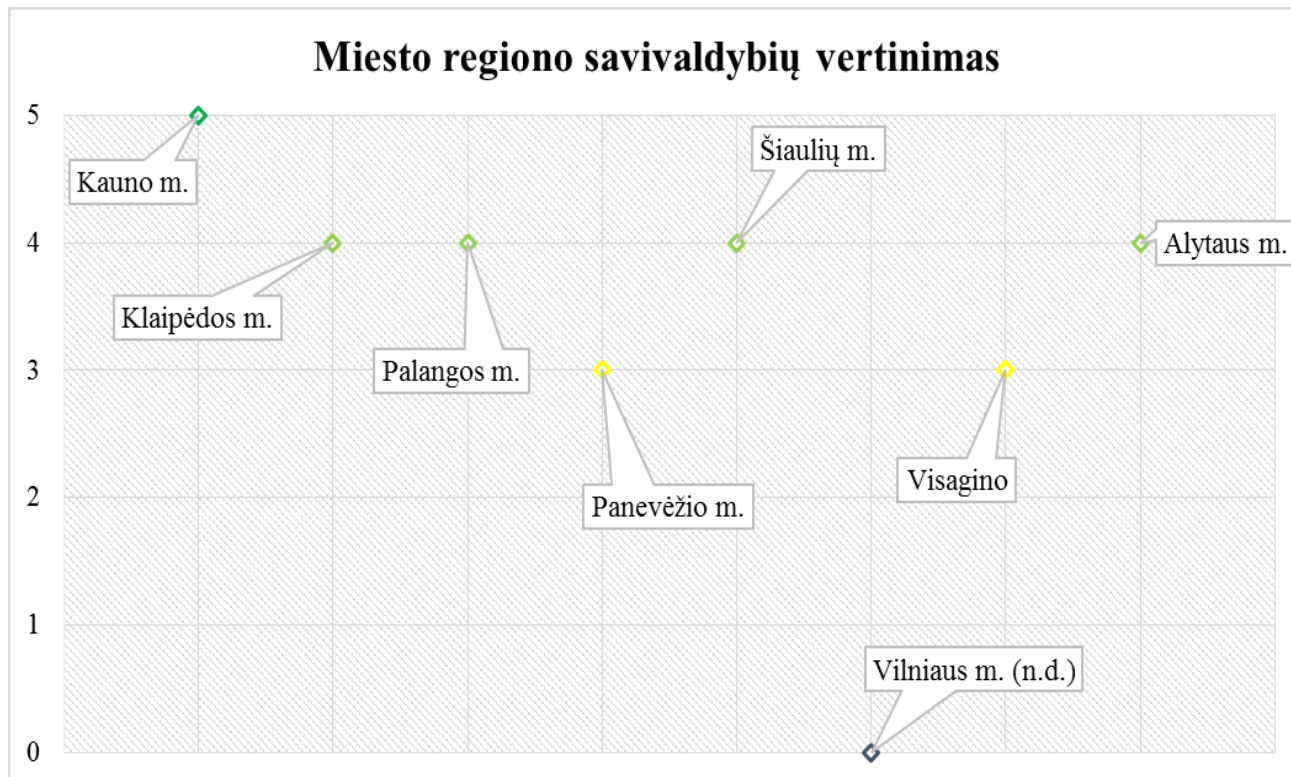 Miesto regiono savivaldybių vertinimas
5
Kauno m.
Šiaulių m.
4
Alytaus m.
Klaipėdos m.
Palangos m.
3
Visagino
Panevėžio m.
2
1
Vilniaus m. (n.d.)
0